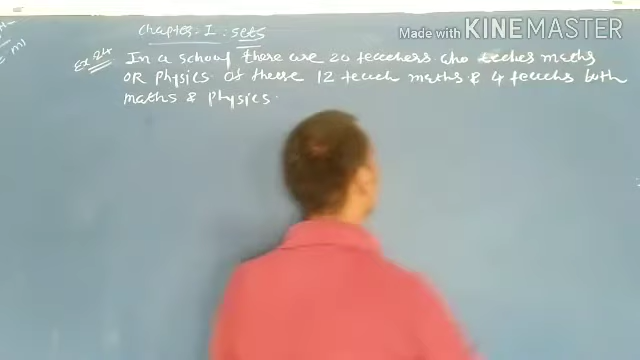 Chapter-I. Sets
Made with KINEMASTER
Ex 24 In a school there are 20 teachers who teches maths
OR Physics. Of these 12 teach maths & 4 teachs both
maths & Physics.